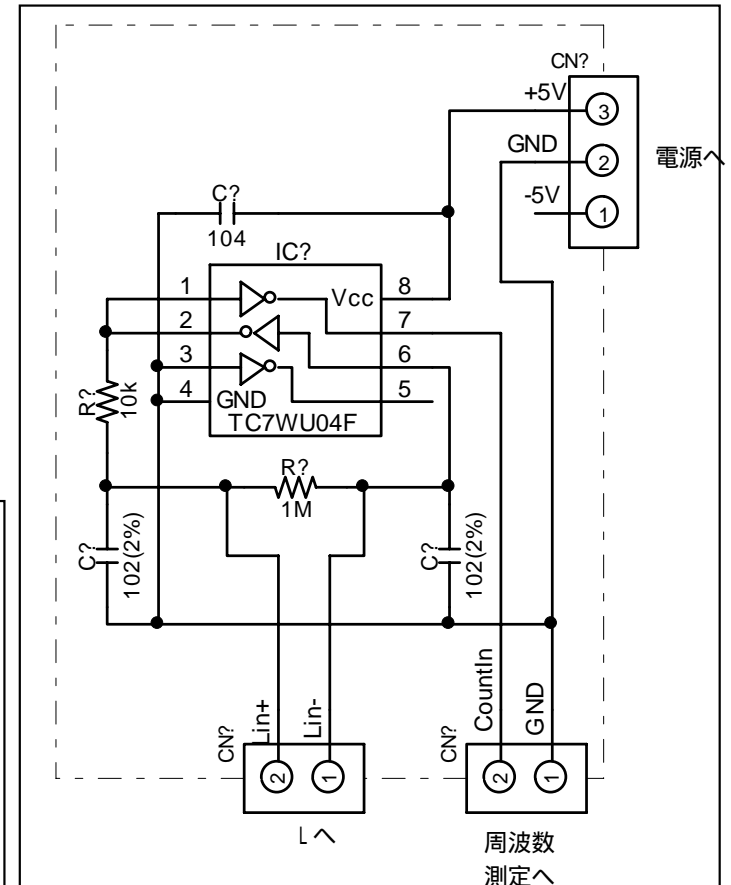 CN?
+5V
3
GND
2
電源へ
-5V
1
C?
104
IC?
1
Vcc
8
2
7
3
6
4
GND
5
TC7WU04F
R?
10k
R?
1M
C?
102(2%)
C?
102(2%)
CN?
Lin+
Lin-
CN?
CountIn
GND
2
1
2
1
Lへ
周波数
測定へ